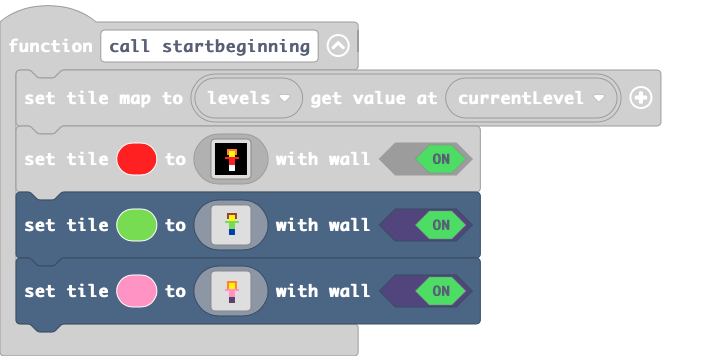 function call startbeginning
set tile map to levels get value at currentLevel
set tile to with wall ON
set tile to with wall ON
set tile to with wall ON